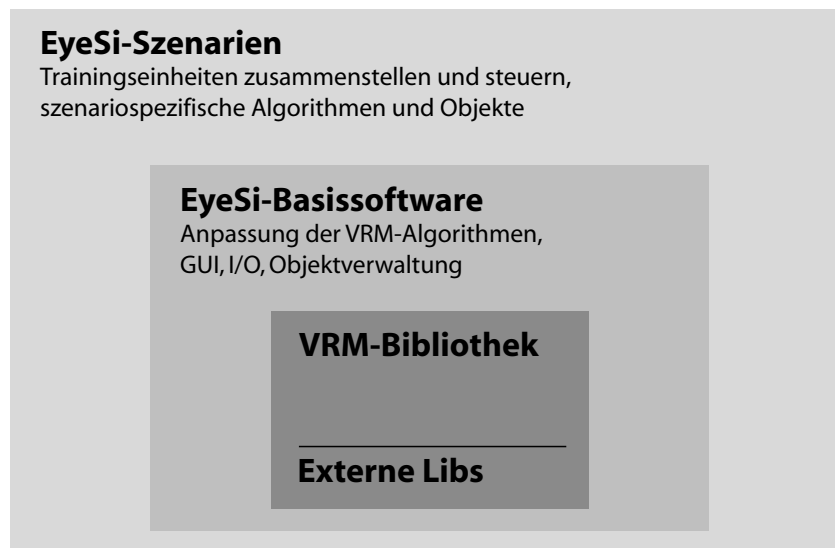 EyeSi-Szenarien
Trainingseinheiten zusammenstellen und steuern,
szenariospezifische Algorithmen und Objekte
EyeSi-Basissoftware
Anpassung der VRM-Algorithmen,
GUI, I/O, Objektverwaltung
VRM-Bibliothek
Externe Libs